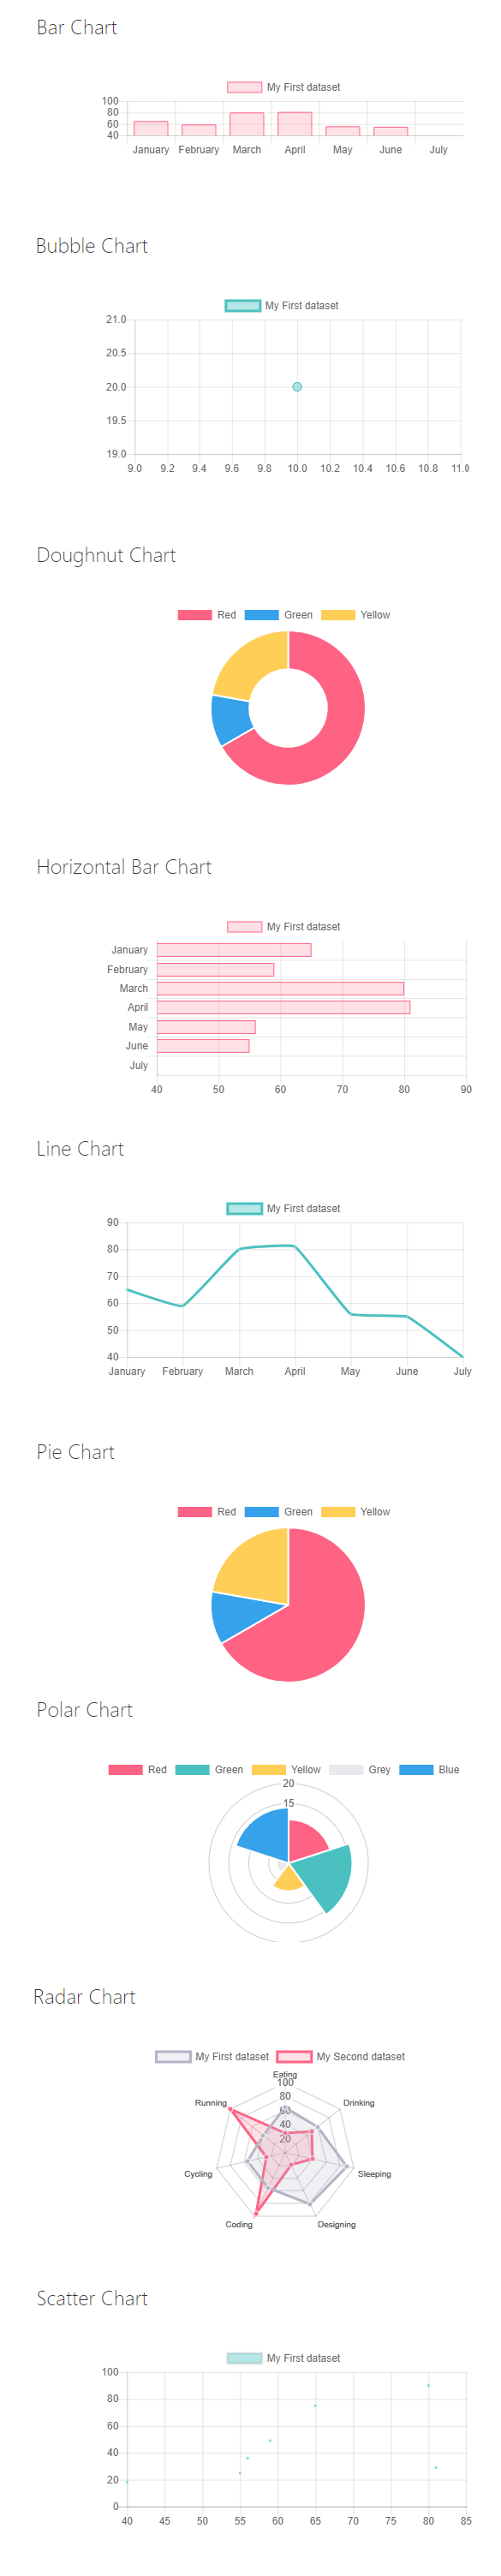 Bar Chart
My First dataset
100
80
60
40
January February March April May June July
Bubble Chart
My First dataset
21.0
20.5
20.0
19.5
19.0
9.0 9.2 9.4 9.6 9.8 10.0 10.2 10.4 10.6 10.8 11.0
Doughnut Chart
Red Green Yellow
Horizontal Bar Chart
My First dataset
January
February
March
April
May
June
July
40 50 60 70 80 90
Line Chart
My First dataset
90
80
70
60
50
40
January February March April May June July
Pie Chart
Red Green Yellow
Polar Chart
Red Green Yellow Grey Blue
20
15
Radar Chart
My First dataset My Second dataset
Eating
100
80
Running Drinking
60
40
20
Cycling Sleeping
Coding Designing
Scatter Chart
My First dataset
100
80
60
40
20
0
40 45 50 55 60 65 70 75 80 85